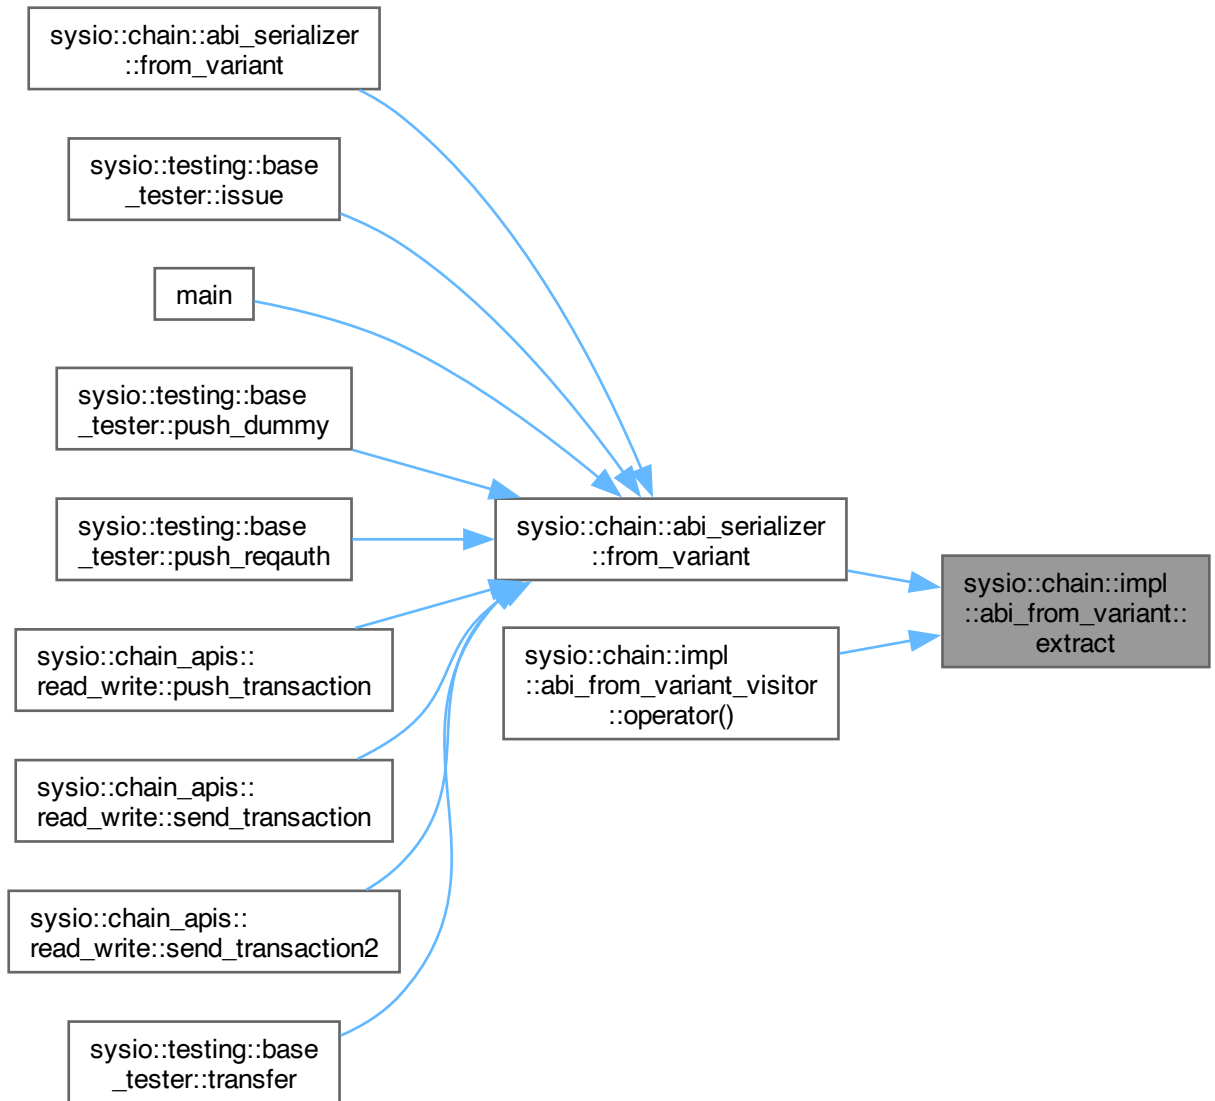 sysio::chain::abi_serializer
::from_variant
sysio::testing::base
_tester::issue
main
sysio::testing::base
_tester::push_dummy
sysio::testing::base
_tester::push_reqauth
sysio::chain_apis::
read_write::push_transaction
sysio::chain_apis::
read_write::send_transaction
sysio::chain_apis::
read_write::send_transaction2
sysio::testing::base
_tester::transfer
sysio::chain::abi_serializer
::from_variant
sysio::chain::impl
::abi_from_variant_visitor
::operator()
sysio::chain::impl
::abi_from_variant::
extract